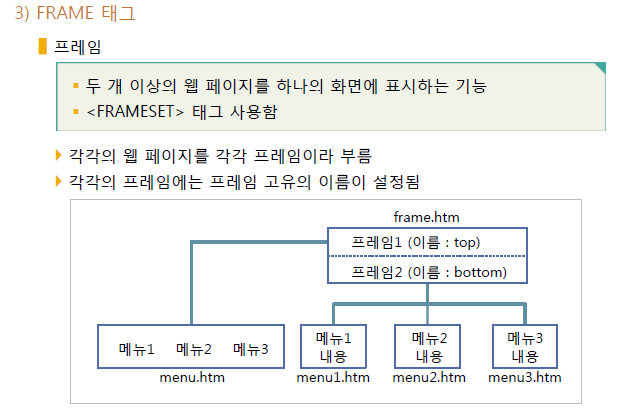 3) FRAME 태그
프레임
두 개 이상의 웹 페이지를 하나의 화면에 표시하는 기능
<FRAMESET> 태그 사용함
각각의 웹 페이지를 각각 프레임이라 부름
각각의 프레임에는 프레임 고유의 이름이 설정됨
frame.htm
프레임1 (이름 : top)
프레임2 (이름 : bottom)
메뉴1 메뉴2 메뉴3
menu.htm
메뉴1
내용
menu1.htm
메뉴2
내용
menu2.htm
메뉴3
내용
menu3.htm